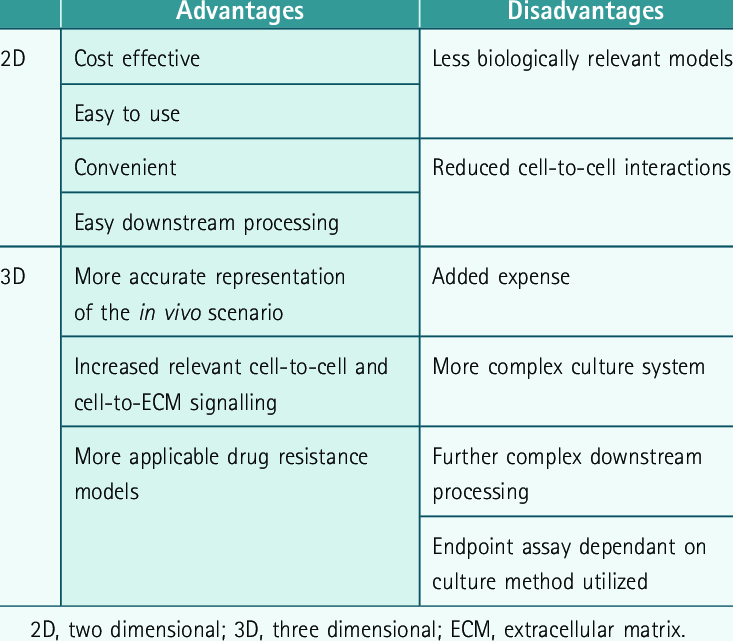 Advantages Disadvantages
2D Cost effective Less biologically relevant models
Easy to use
Convenient Reduced cell-to-cell interactions
Easy downstream processing
3D More accurate representation Added expense
of the in vivo scenario
Increased relevant cell-to-cell and More complex culture system
cell-to-ECM signalling
More applicable drug resistance Further complex downstream
models processing
Endpoint assay dependant on
culture method utilized
2D, two dimensional; 3D, three dimensional; ECM, extracellular matrix.